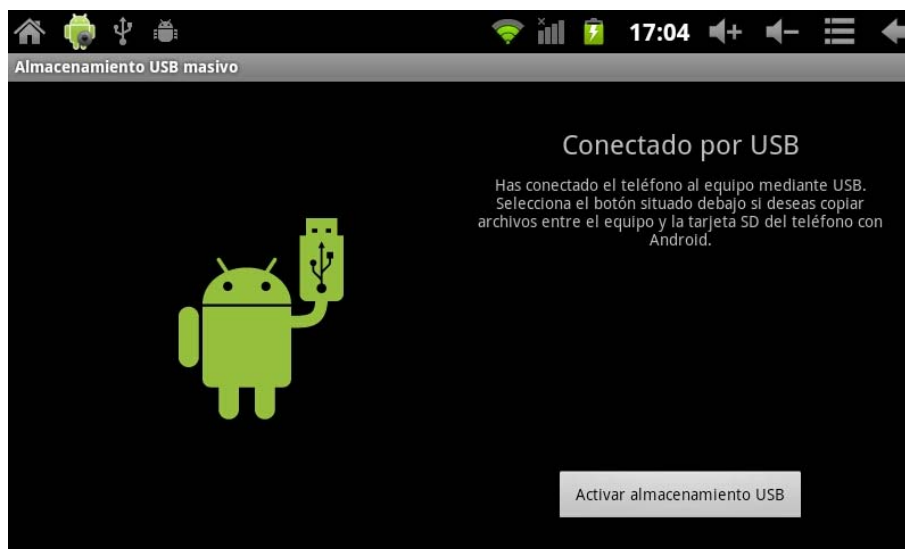 17:04
Almacenamiento USB masivo
Conectado por USB
Has conectado el teléfono al equipo mediante USB.
Selecciona el botón situado debajo si deseas copiar
archivos entre el equipo y la tarjeta SD del teléfono con
Android.
Activar almacenamiento USB